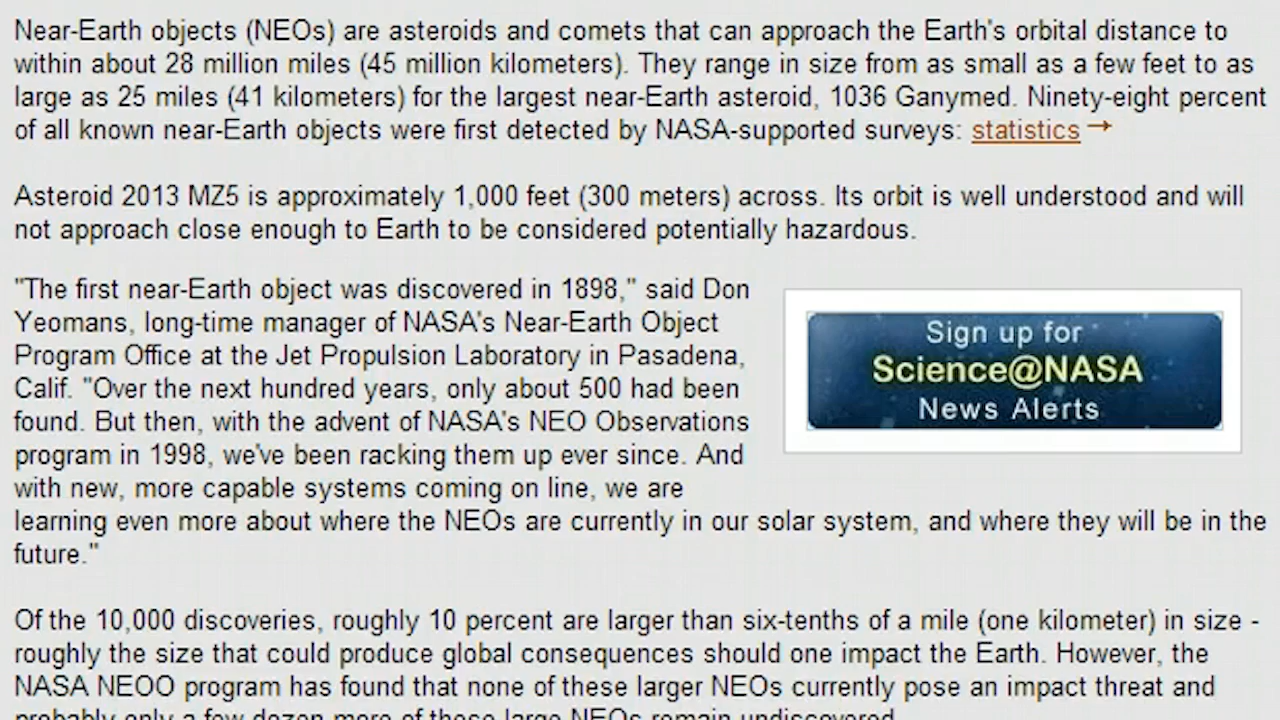 Near-Earth objects (NEOs) are asteroids and comets that can approach the Earth's orbital distance to
within about 28 million miles (45 million kilometers). They range in size from as small as a few feet to as
large as 25 miles (41 kilometers) for the largest near-Earth asteroid, 1036 Ganymed. Ninety-eight percent
of all known near-Earth objects were first detected by NASA-supported surveys: statistics →
Asteroid 2013 MZ5 is approximately 1,000 feet (300 meters) across. Its orbit is well understood and will
not approach close enough to Earth to be considered potentially hazardous.
"The first near-Earth object was discovered in 1898," said Don
Yeomans, long-time manager of NASA's Near-Earth Object
Program Office at the Jet Propulsion Laboratory in Pasadena,
Calif. "Over the next hundred years, only about 500 had been
found. But then, with the advent of NASA's NEO Observations
program in 1998, we've been racking them up ever since. And
with new, more capable systems coming on line, we are
learning even more about where the NEOs are currently in our solar system, and where they will be in the
future."
Sign up for
Science@NASA
News Alerts
Of the 10,000 discoveries, roughly 10 percent are larger than six-tenths of a mile (one kilometer) in size -
roughly the size that could produce global consequences should one impact the Earth. However, the
NASA NEOO program has found that none of these larger NEOs currently pose an impact threat and
probably only a few dozen more of these large NEOs remain undiscovered.